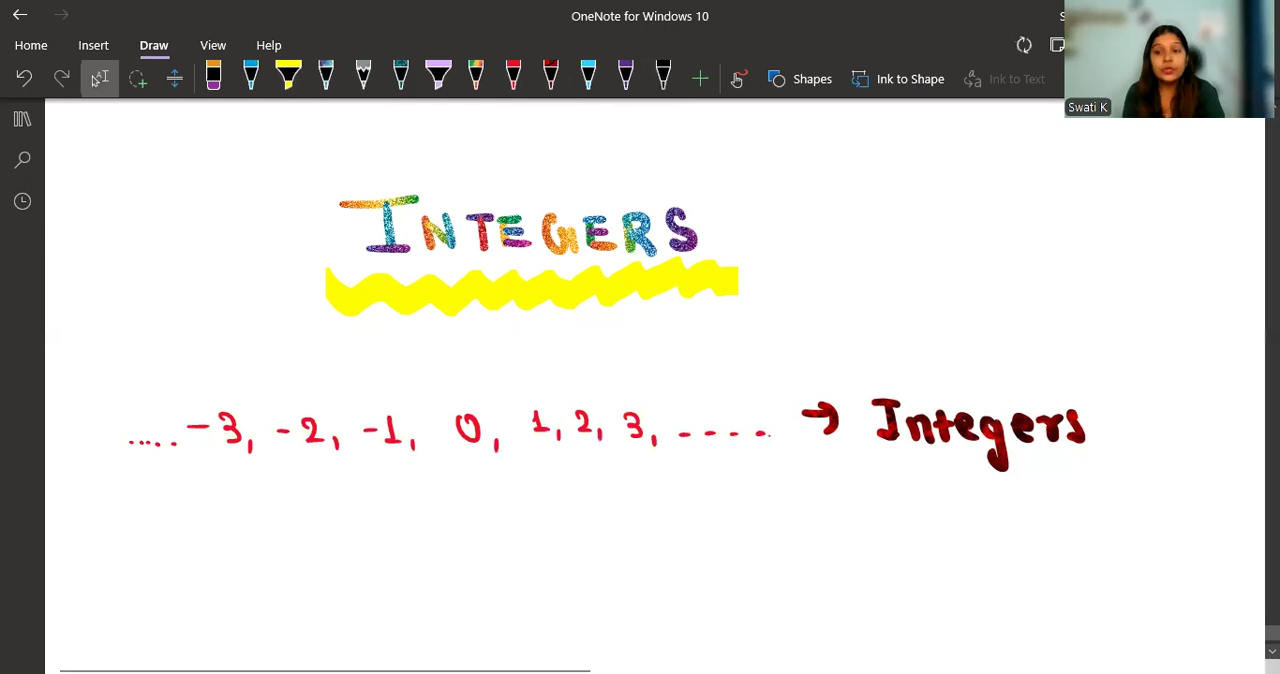 OneNote for Windows 10
Home Insert Draw View Help
Shapes Ink to Shape Ink to Text
Swati K
INTEGERS
..... -3, -2, -1, 0, 1, 2, 3, ---- → Integers